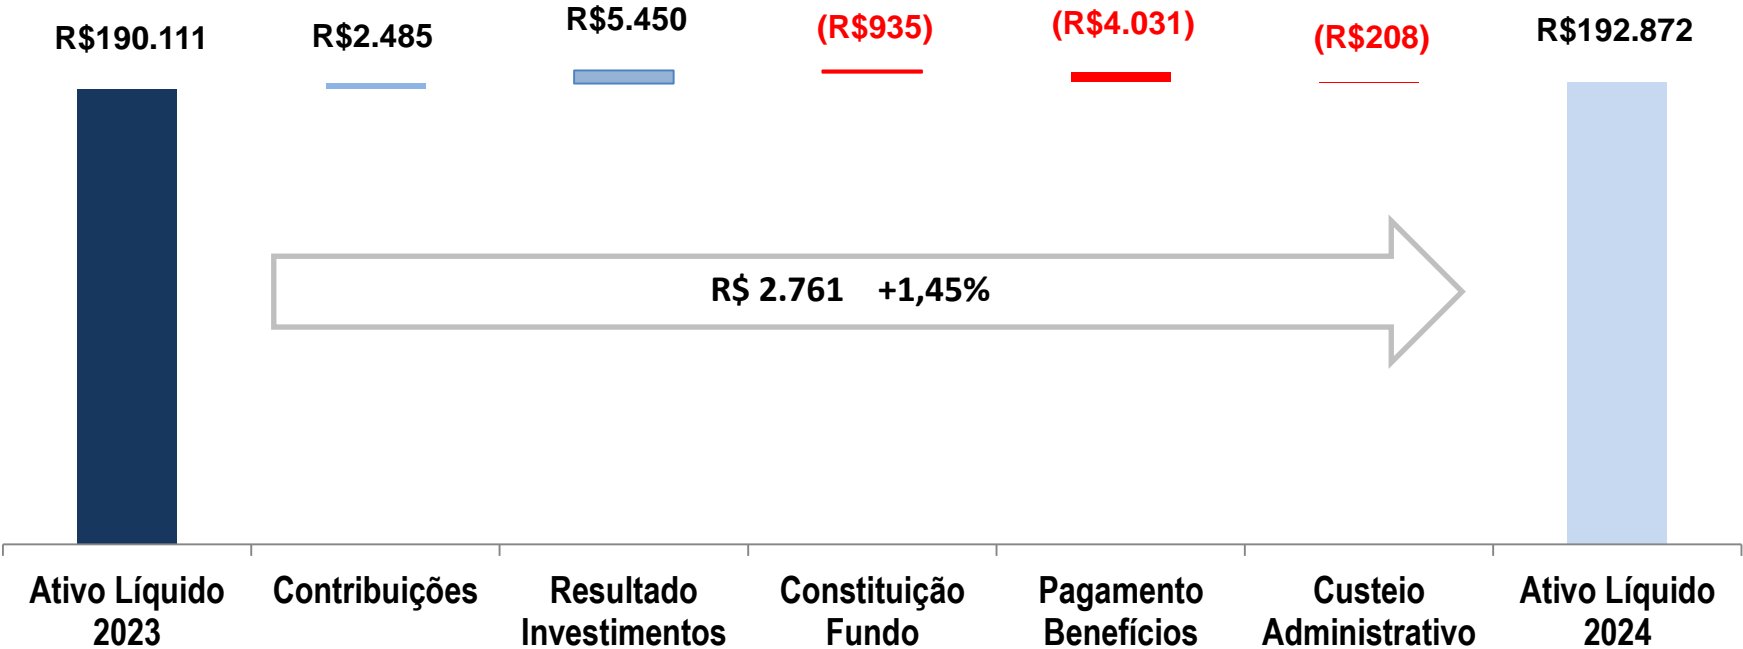 R$190.111
R$2.485
R$5.450
(R$935)
(R$4.031)
(R$208)
R$192.872
R$ 2.761 +1,45%
Ativo Líquido
2023
Contribuições
Resultado
Investimentos
Constituição
Fundo
Pagamento
Benefícios
Custeio
Administrativo
Ativo Líquido
2024